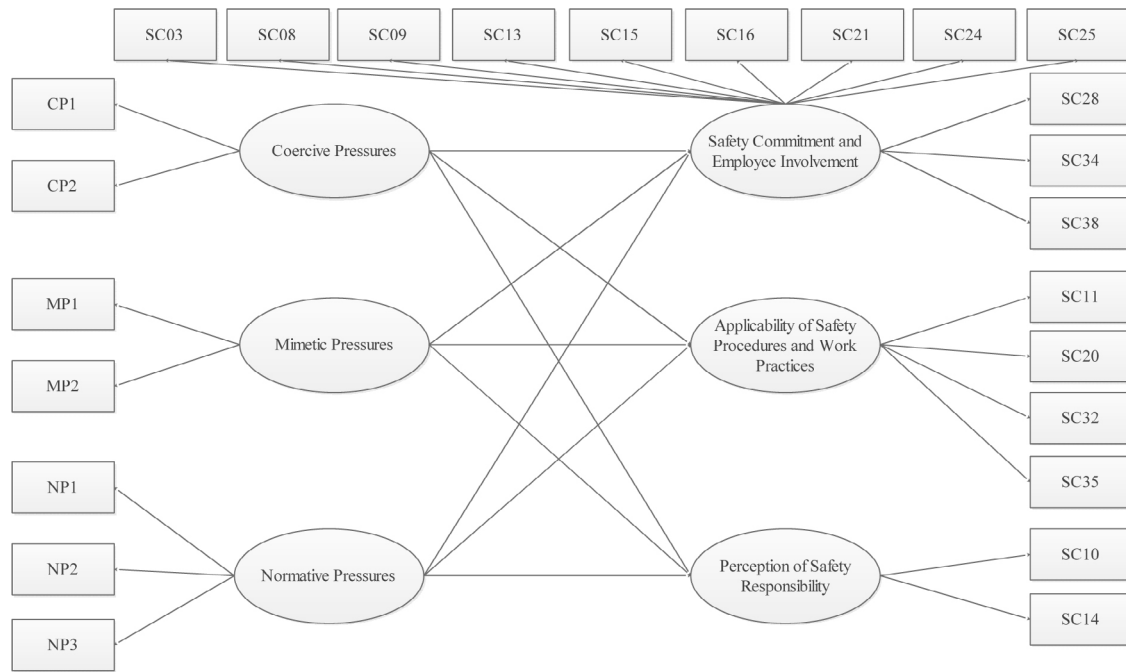 SC03
SC08
SC09
SC13
SC15
SC16
SC21
SC24
SC25
CP1
CP2
Coercive Pressures
Safety Commitment and
Employee Involvement
SC28
SC34
SC38
MP1
MP2
Mimetic Pressures
Applicability of Safety
Procedures and Work
Practices
SC11
SC20
SC32
SC35
NP1
NP2
NP3
Normative Pressures
Perception of Safety
Responsibility
SC10
SC14